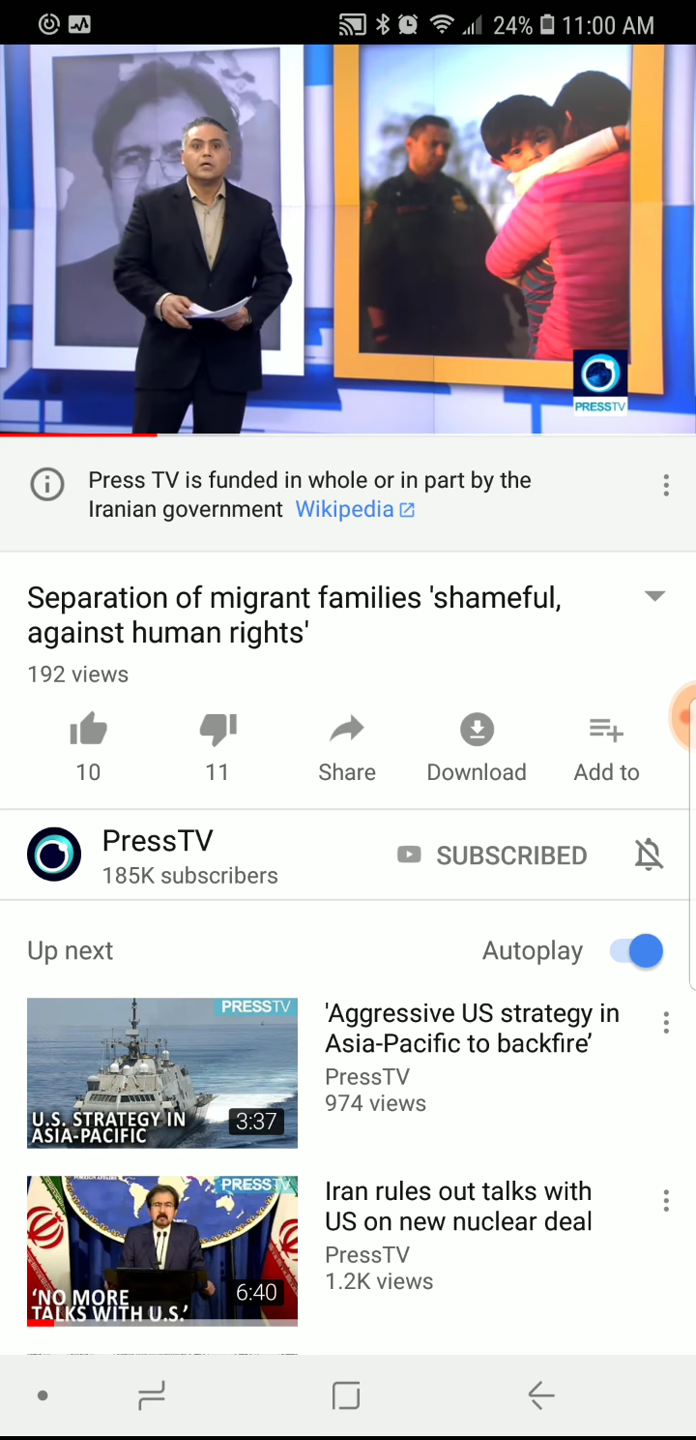 24% 11:00 AM
PRESSTV
Press TV is funded in whole or in part by the
Iranian government Wikipedia
Separation of migrant families 'shameful,
against human rights'
192 views
10 11 Share Download Add to
PressTV
185K subscribers
SUBSCRIBED
Up next Autoplay
PRESSTV
U.S. STRATEGY IN
ASIA-PACIFIC
3:37
'Aggressive US strategy in
Asia-Pacific to backfire’
PressTV
974 views
PRESSTV
‘NO MORE
TALKS WITH U.S.’
6:40
Iran rules out talks with
US on new nuclear deal
PressTV
1.2K views